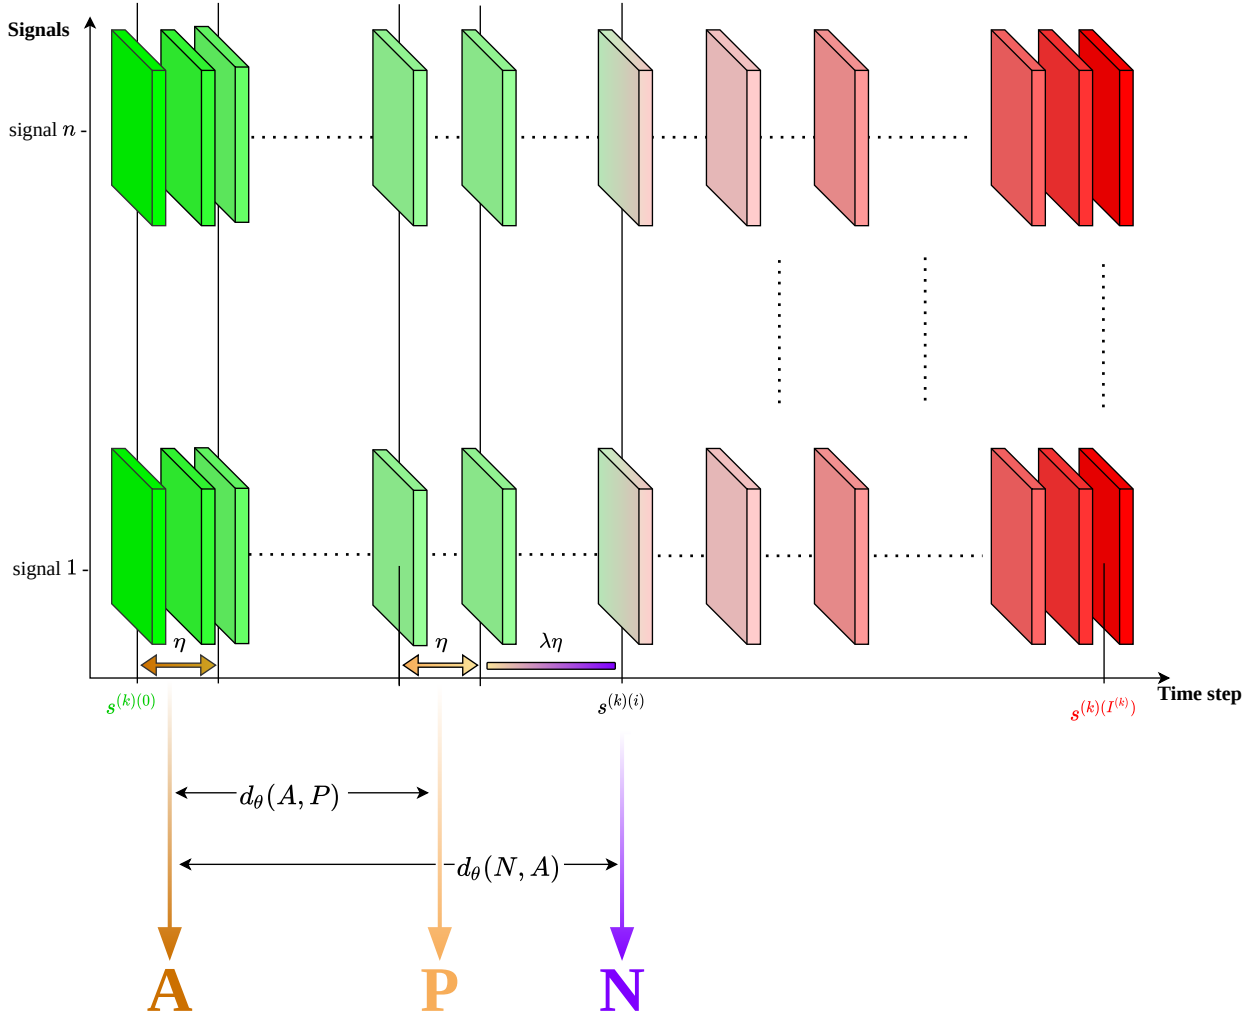 Signals
signal n -
signal 1 -
η
η
λη
s^{(k)(0)}
s^{(k)(i)}
s^{(k)(I^{(k)})}
Time step
d_θ(A, P)
d_θ(N, A)
A
P
N